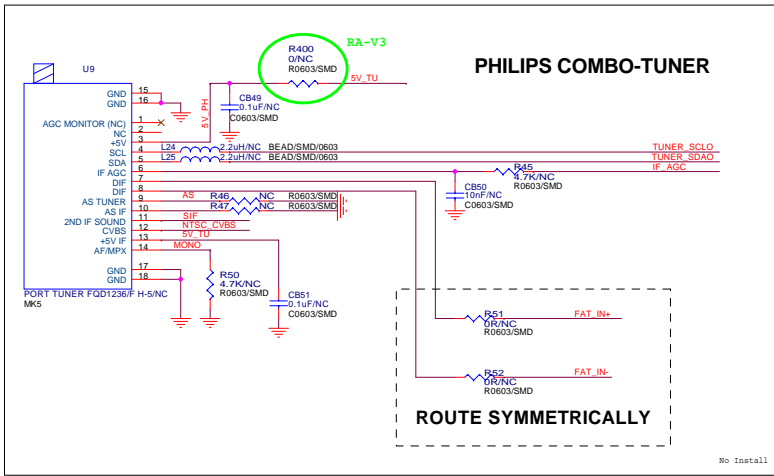 RA-V3
R400
0/NC
R0603/SMD
PHILIPS COMBO-TUNER
U9
5V_TU
5V_PH
CB49
0.1uF/NC
C0603/SMD
GND 15
GND 16
AGC MONITOR (NC) 1
NC 2
+5V 3
SCL 4
SDA 5
IF AGC 6
DIF 7
DIF 8
AS TUNER 9
AS IF 10
2ND IF SOUND 11
CVBS 12
+5V IF 13
AF/MPX 14
GND 17
GND 18
L24 2.2uH/NC BEAD/SMD/0603
TUNER_SCLO
L25 2.2uH/NC BEAD/SMD/0603
TUNER_SDAO
R45
IF_AGC
4.7K/NC
R0603/SMD
CB50
10nF/NC
C0603/SMD
AS R46 NC R0603/SMD
R47 NC R0603/SMD
SIF
NTSC_CVBS
5V_TU
MONO
R50
4.7K/NC
R0603/SMD
CB51
0.1uF/NC
C0603/SMD
PORT TUNER FQD1236/F H-5/NC
MK5
R51
0R/NC
R0603/SMD
FAT_IN+
R52
0R/NC
R0603/SMD
FAT_IN-
ROUTE SYMMETRICALLY
No Install